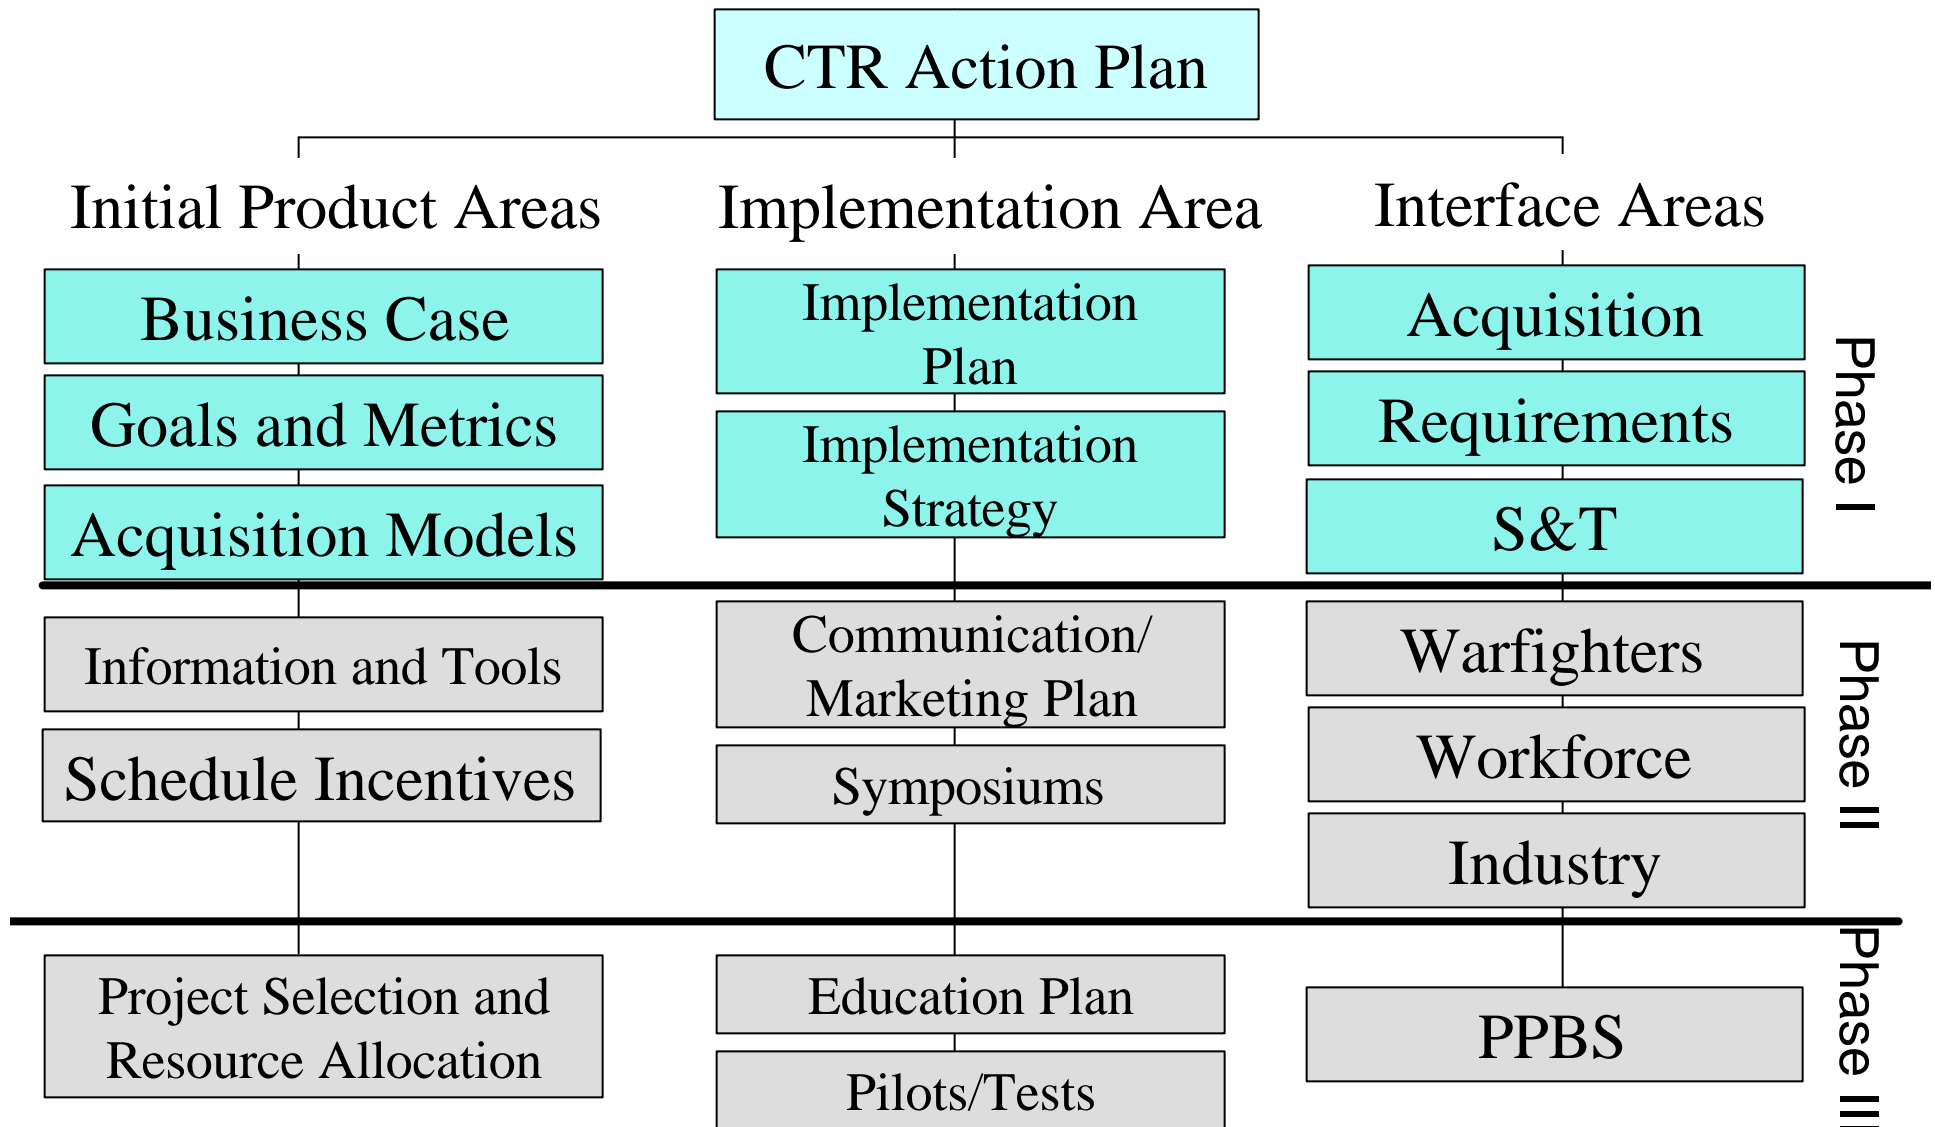 CTR Action Plan
Initial Product Areas
Implementation Area
Interface Areas
Business Case
Goals and Metrics
Acquisition Models
Implementation
Plan
Implementation
Strategy
Acquisition
Requirements
S&T
Phase I
Information and Tools
Schedule Incentives
Communication/
Marketing Plan
Symposiums
Warfighters
Workforce
Industry
Phase II
Project Selection and
Resource Allocation
Education Plan
Pilots/Tests
PPBS
Phase III